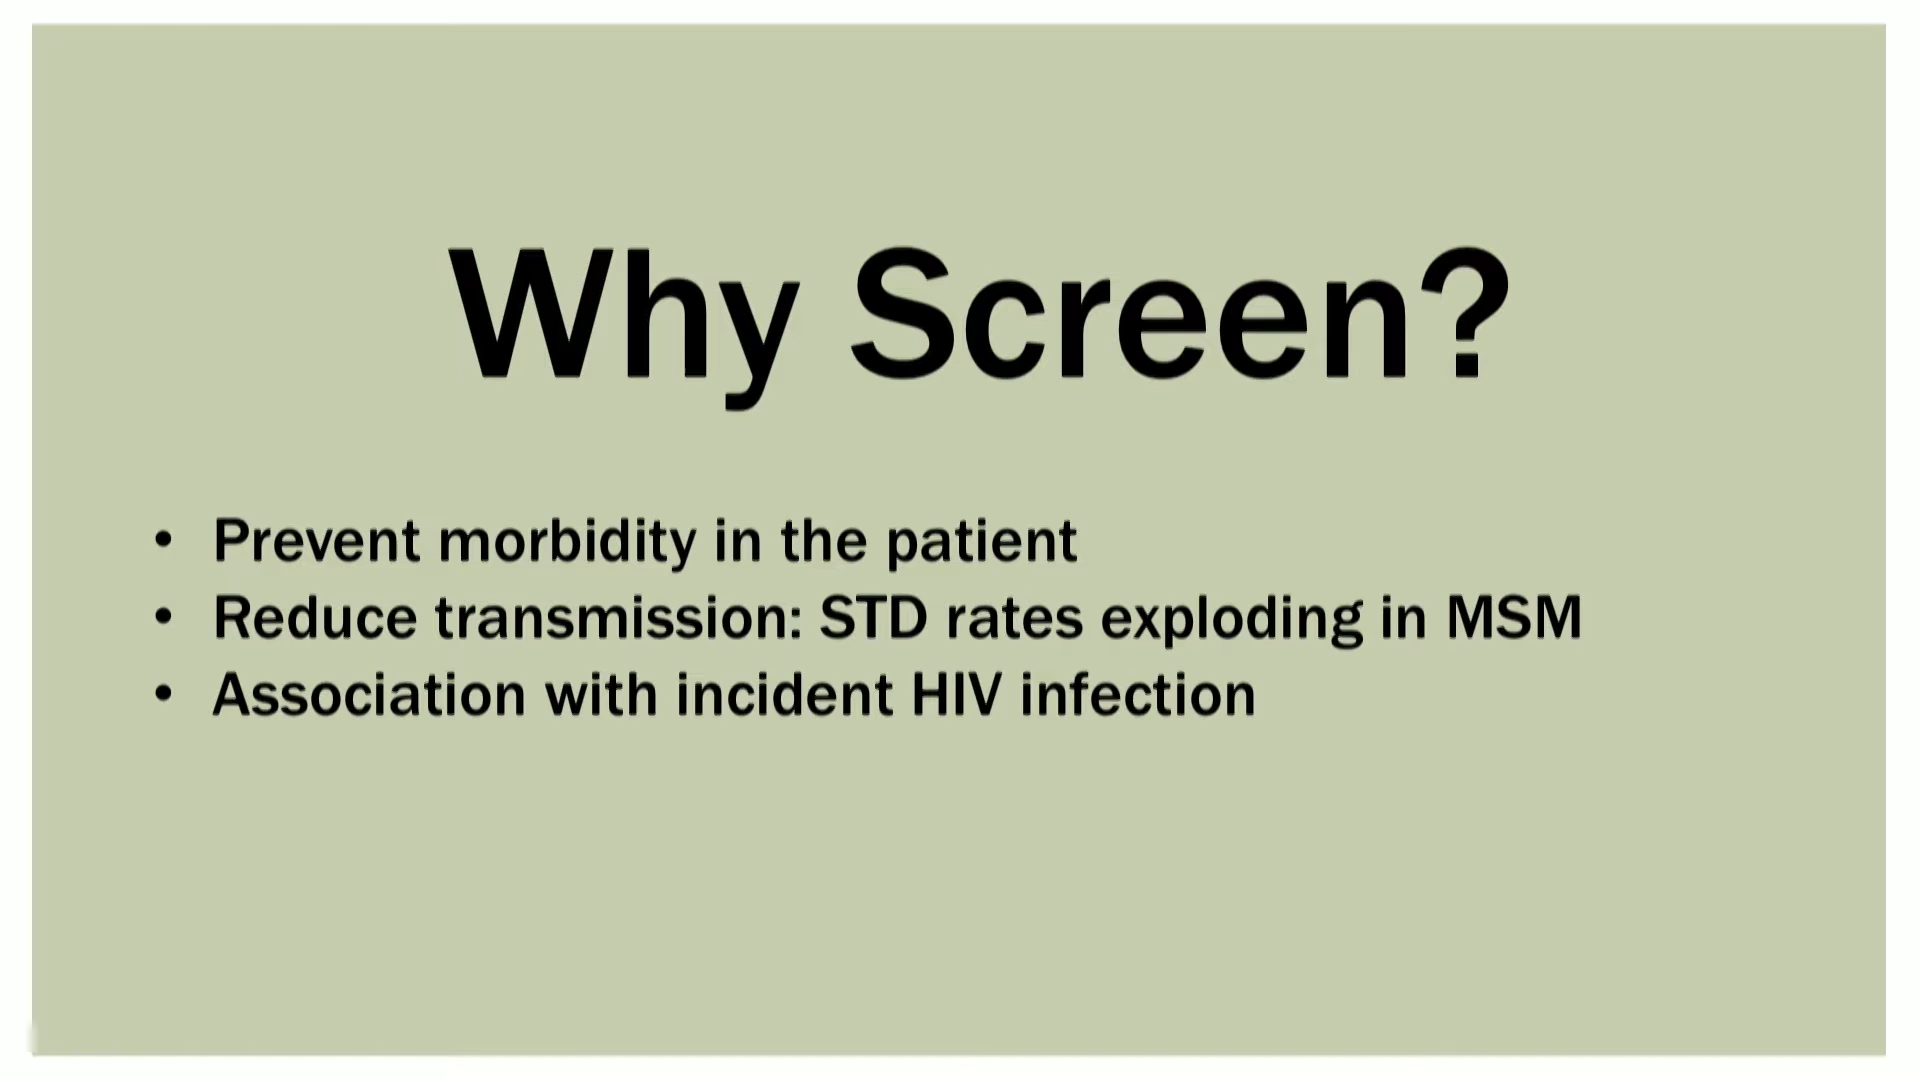 Why Screen?
• Prevent morbidity in the patient
• Reduce transmission: STD rates exploding in MSM
• Association with incident HIV infection